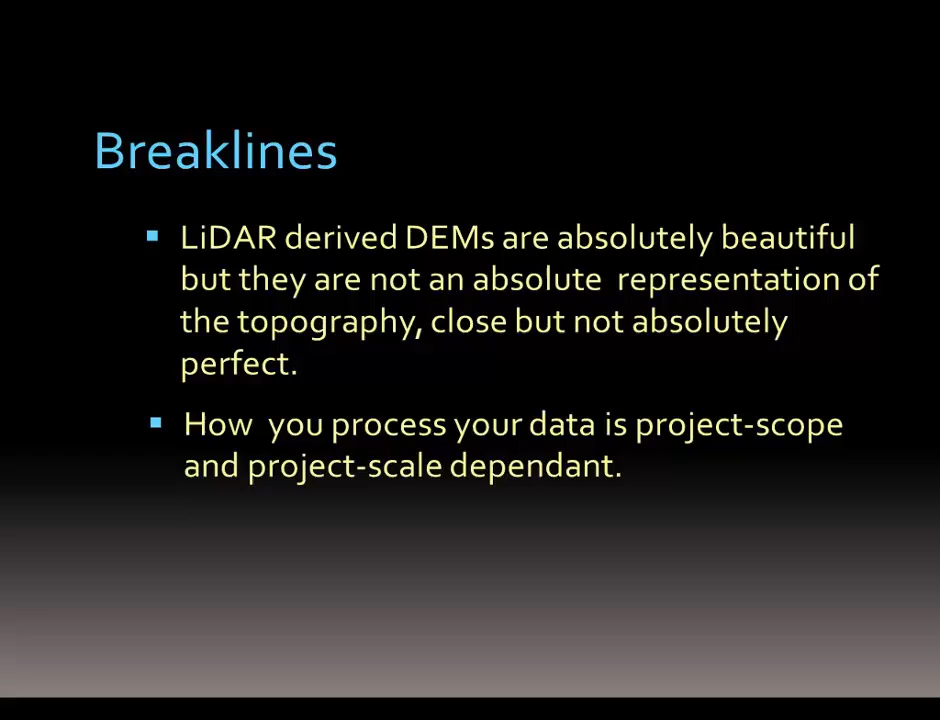 Breaklines
▪ LiDAR derived DEMs are absolutely beautiful
but they are not an absolute  representation of
the topography, close but not absolutely
perfect.
▪ How  you process your data is project-scope
and project-scale dependant.